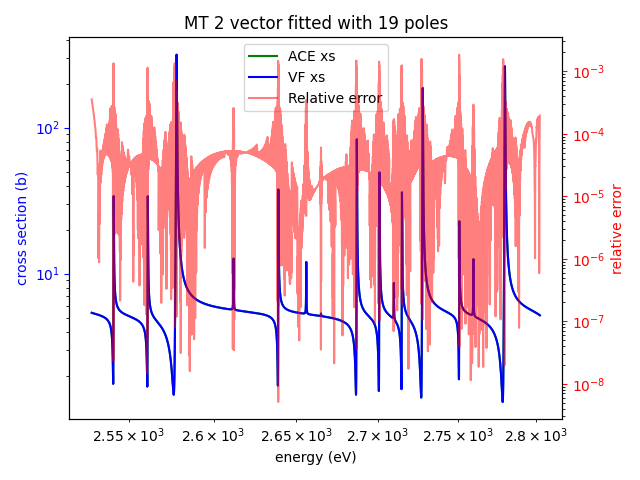 MT 2 vector fitted with 19 poles
ACE xs
VF xs
Relative error
cross section (b)
10²
10¹
10⁻³
10⁻⁴
10⁻⁵
10⁻⁶
10⁻⁷
10⁻⁸
relative error
2.55 × 10³ 2.6 × 10³ 2.65 × 10³ 2.7 × 10³ 2.75 × 10³ 2.8 × 10³
energy (eV)